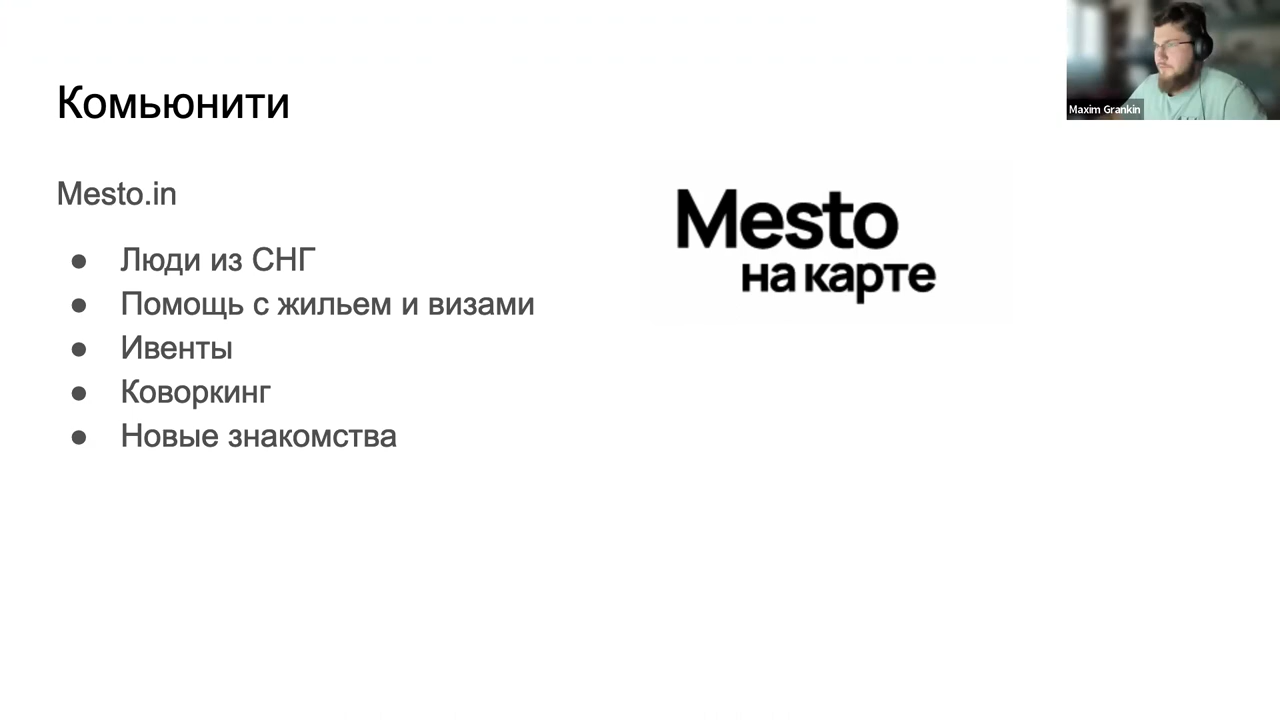 Комьюнити
Mesto.in
● Люди из СНГ
● Помощь с жильем и визами
● Ивенты
● Коворкинг
● Новые знакомства
Mesto
на карте
Maxim Grankin